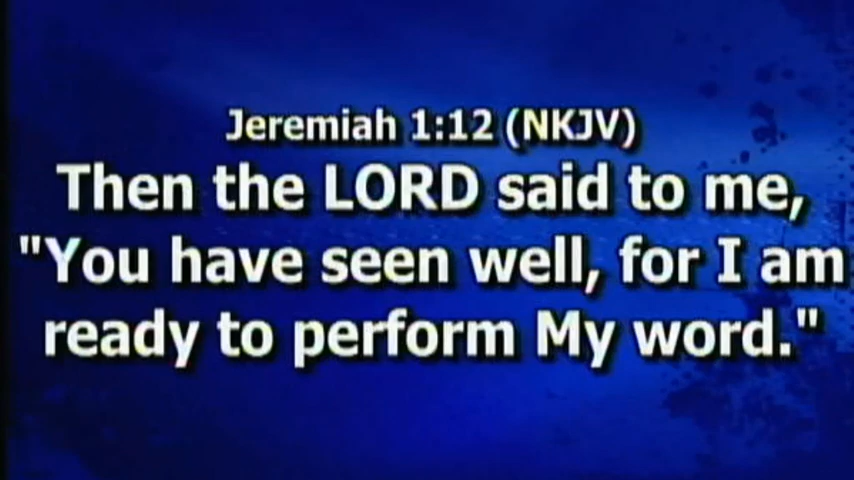 Jeremiah 1:12 (NKJV)
Then the LORD said to me,
"You have seen well, for I am
ready to perform My word."